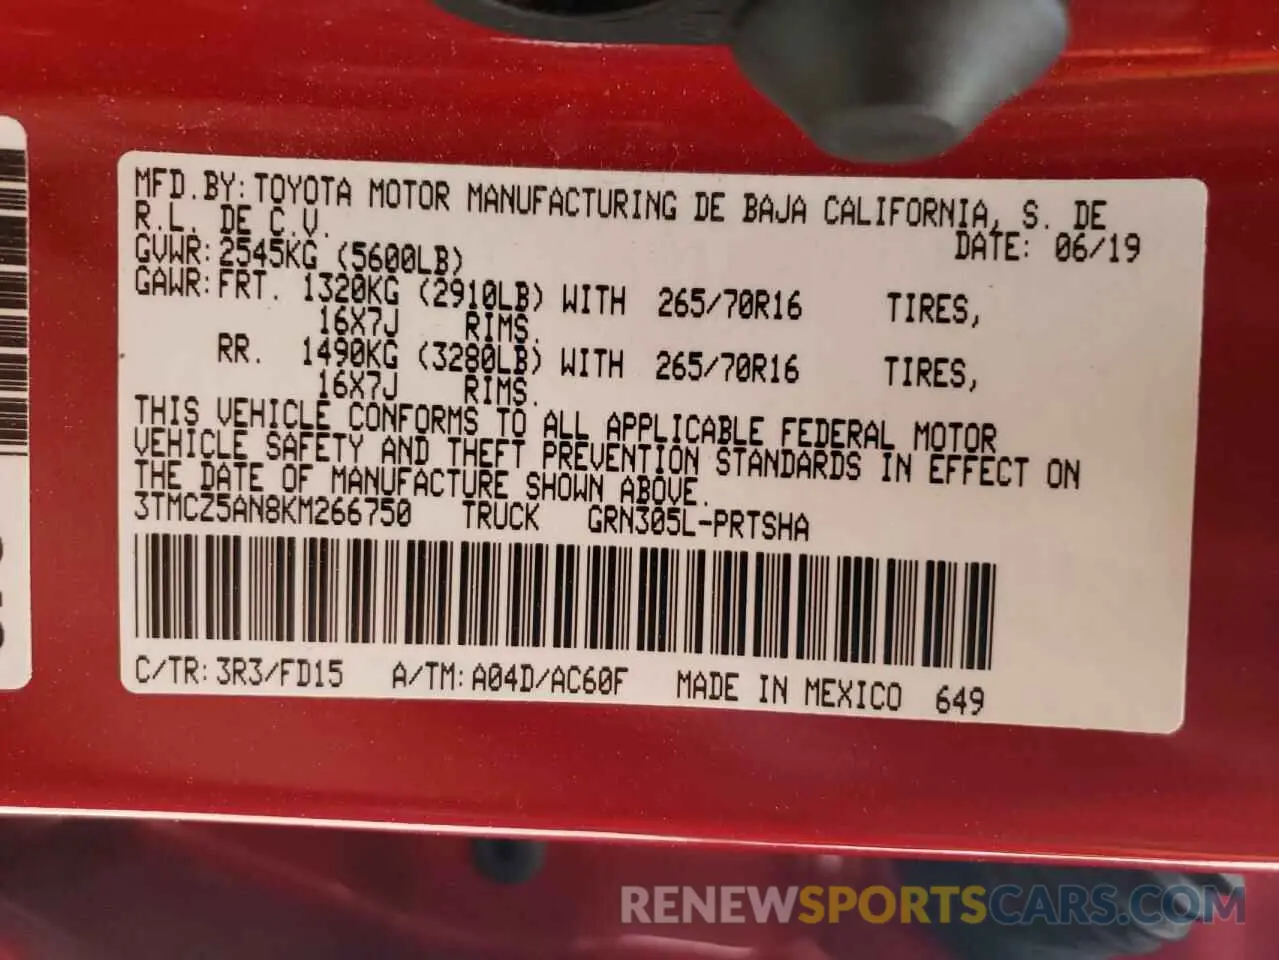 MFD.BY: TOYOTA MOTOR MANUFACTURING DE BAJA CALIFORNIA, S. DE
R.L. DE C.V.
DATE: 06/19
GVWR: 2545KG (5600LB)
GAWR: FRT. 1320KG (2910LB) WITH 265/70R16 TIRES,
16X7J RIMS.
RR. 1490KG (3280LB) WITH 265/70R16 TIRES,
16X7J RIMS.
THIS VEHICLE CONFORMS TO ALL APPLICABLE FEDERAL MOTOR
VEHICLE SAFETY AND THEFT PREVENTION STANDARDS IN EFFECT ON
THE DATE OF MANUFACTURE SHOWN ABOVE.
3TMCZ5AN8KM266750 TRUCK GRN305L-PRTSHA
C/TR: 3R3/FD15 A/TM: A04D/AC60F MADE IN MEXICO 649
RENEWSPORTSCARS.COM